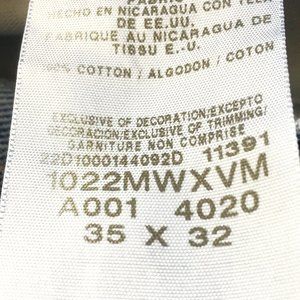 HECHO EN NICARAGUA CON TELA
DE EE.UU.
FABRIQUE AU NICARAGUA DE
TISSU E.-U.
100% COTTON / ALGODON / COTON
EXCLUSIVE OF DECORATION/EXCEPTO
DECORACION/EXCLUSIVE OF TRIMMING/
GARNITURE NON COMPRISE
22D1000144092D 11391
1022MWXVM
A001 4020
35 X 32